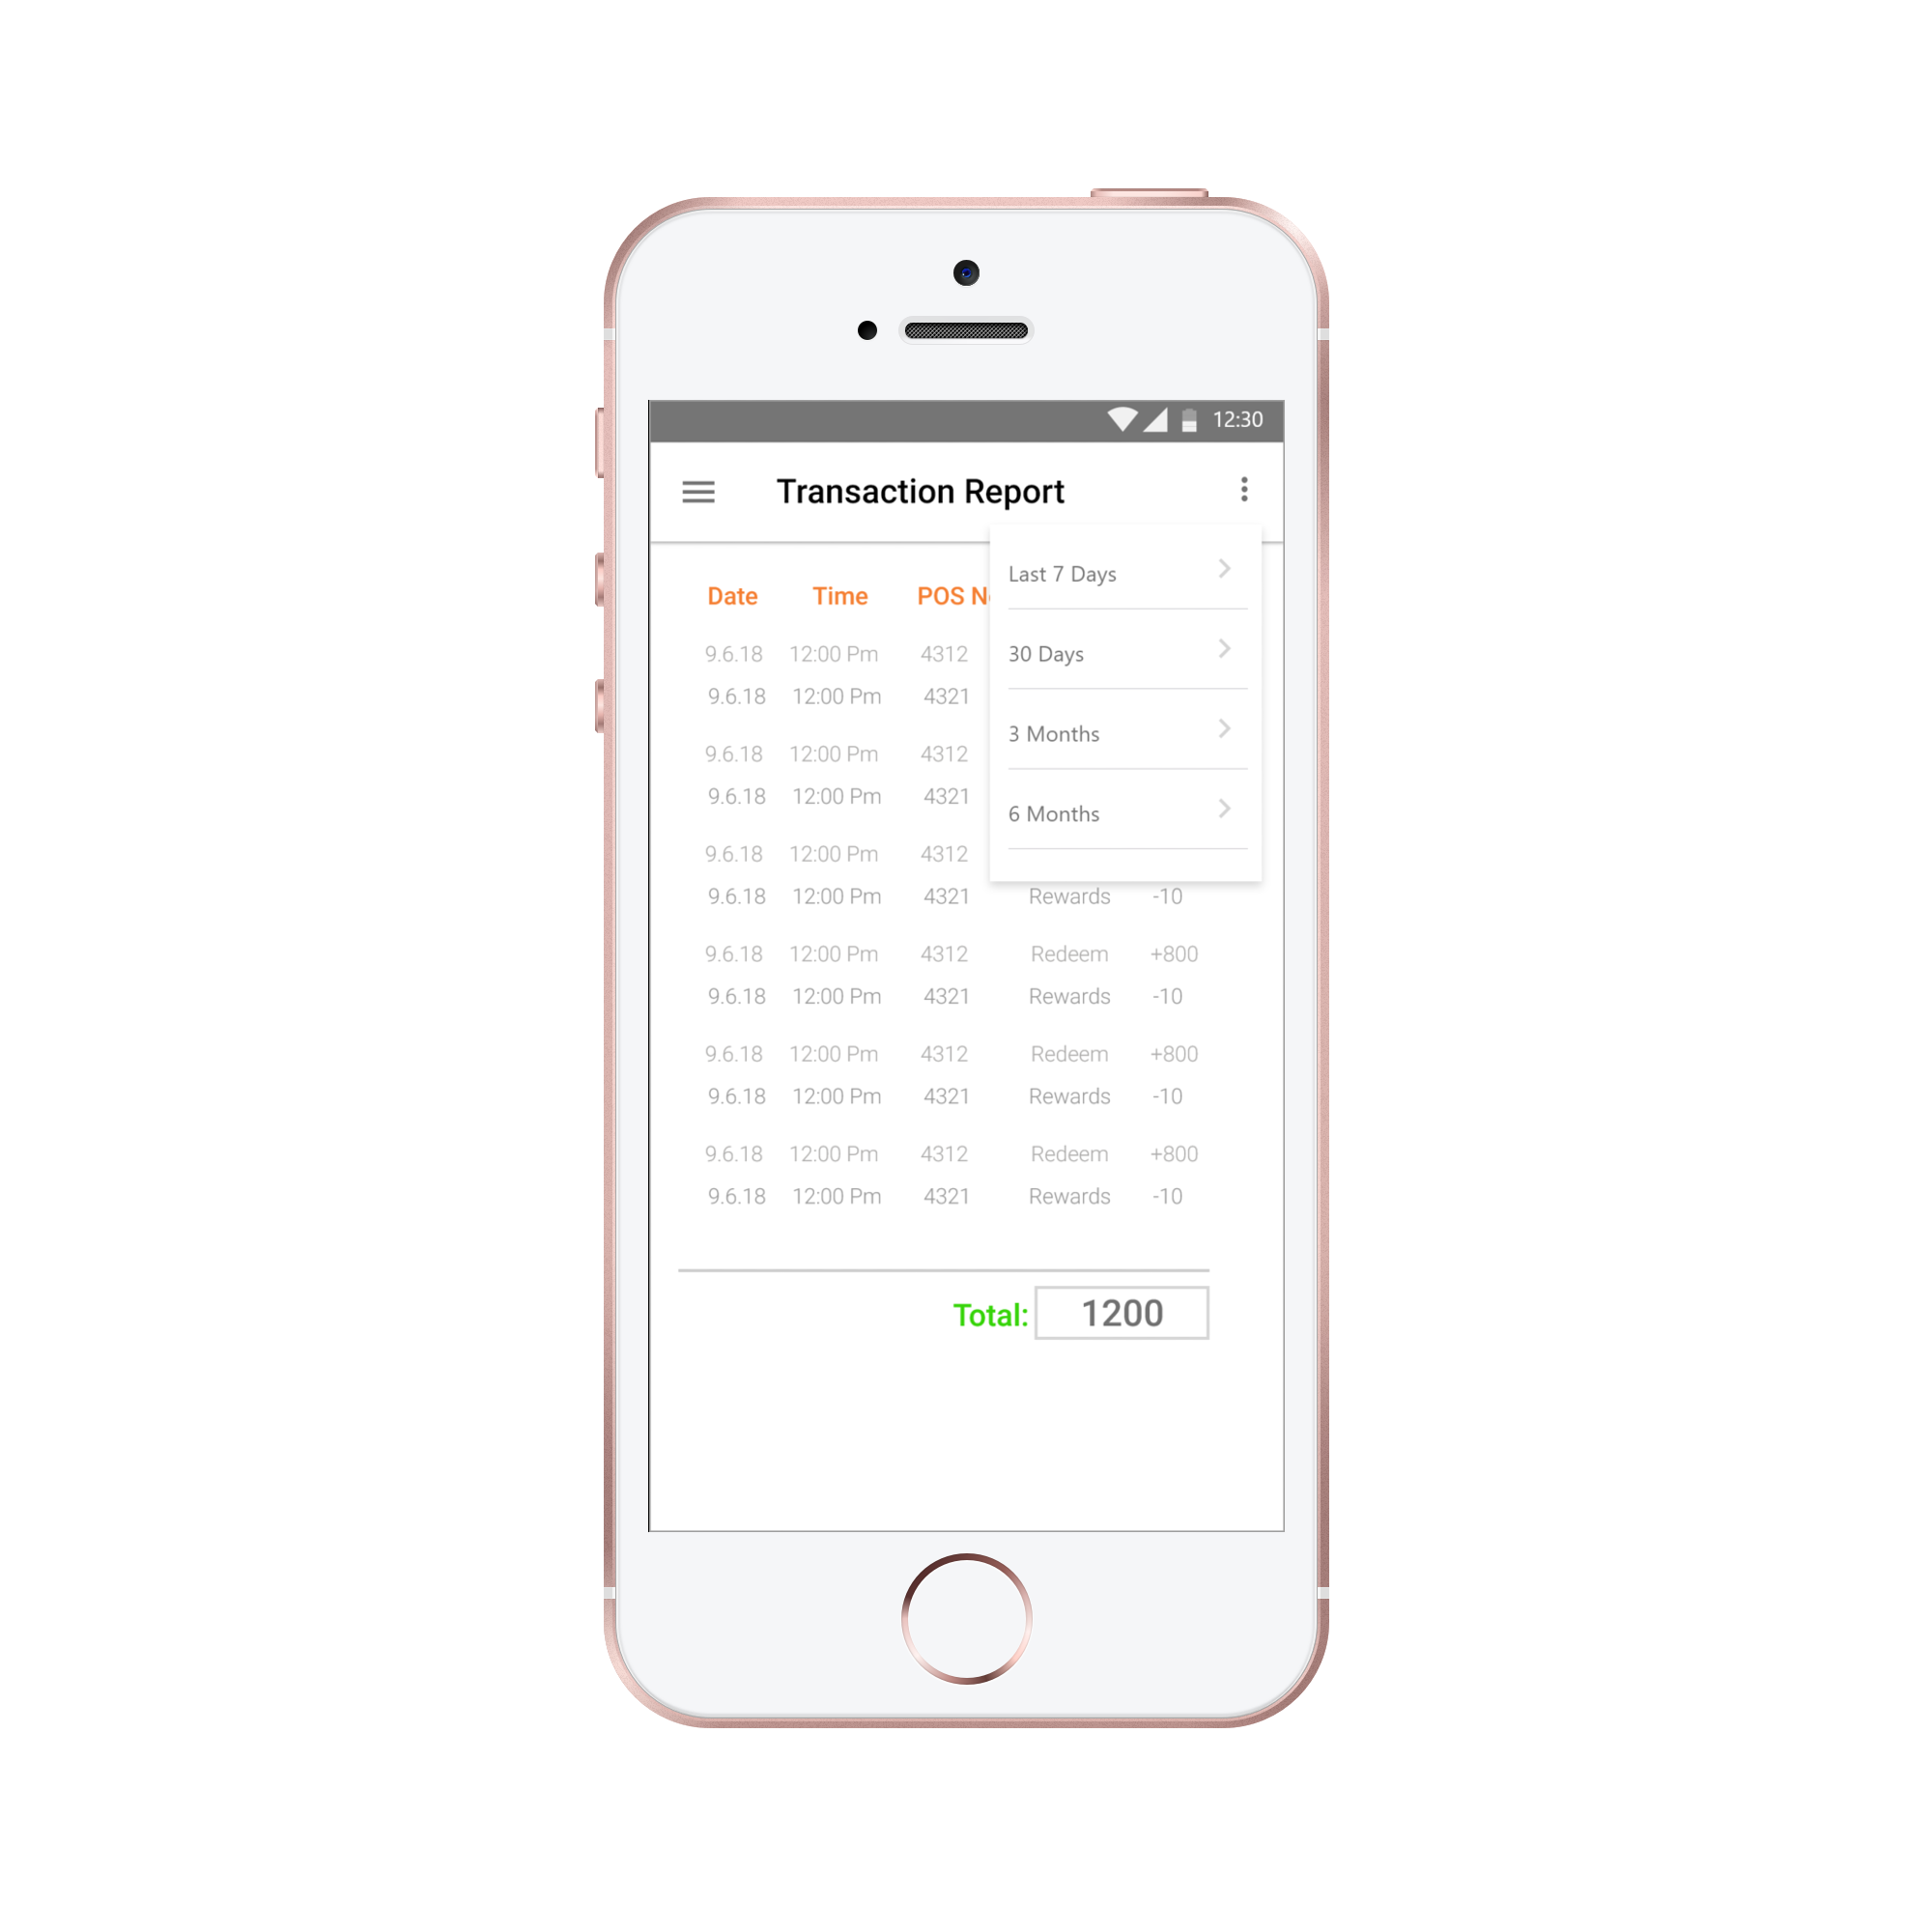 12:30
Transaction Report
Last 7 Days
Date Time POS N
30 Days
9.6.18 12:00 Pm 4312
9.6.18 12:00 Pm 4321
3 Months
9.6.18 12:00 Pm 4312
9.6.18 12:00 Pm 4321
6 Months
9.6.18 12:00 Pm 4312
9.6.18 12:00 Pm 4321 Rewards -10
9.6.18 12:00 Pm 4312 Redeem +800
9.6.18 12:00 Pm 4321 Rewards -10
9.6.18 12:00 Pm 4312 Redeem +800
9.6.18 12:00 Pm 4321 Rewards -10
9.6.18 12:00 Pm 4312 Redeem +800
9.6.18 12:00 Pm 4321 Rewards -10
Total: 1200